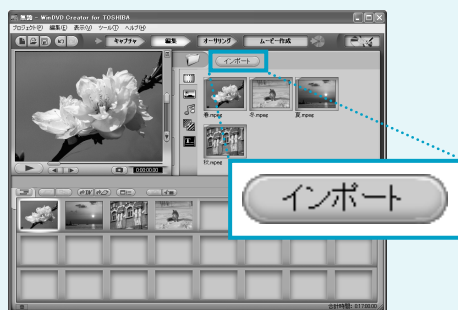 無題 - WinDVD Creator for TOSHIBA
プロジェクト(P) 編集(E) 表示(V) ツール(T) ヘルプ(H)
キャプチャ 編集 オーサリング ムービー作成
インポート
春.mpeg 冬.mpeg 夏.mpeg
秋.mpeg
インポート